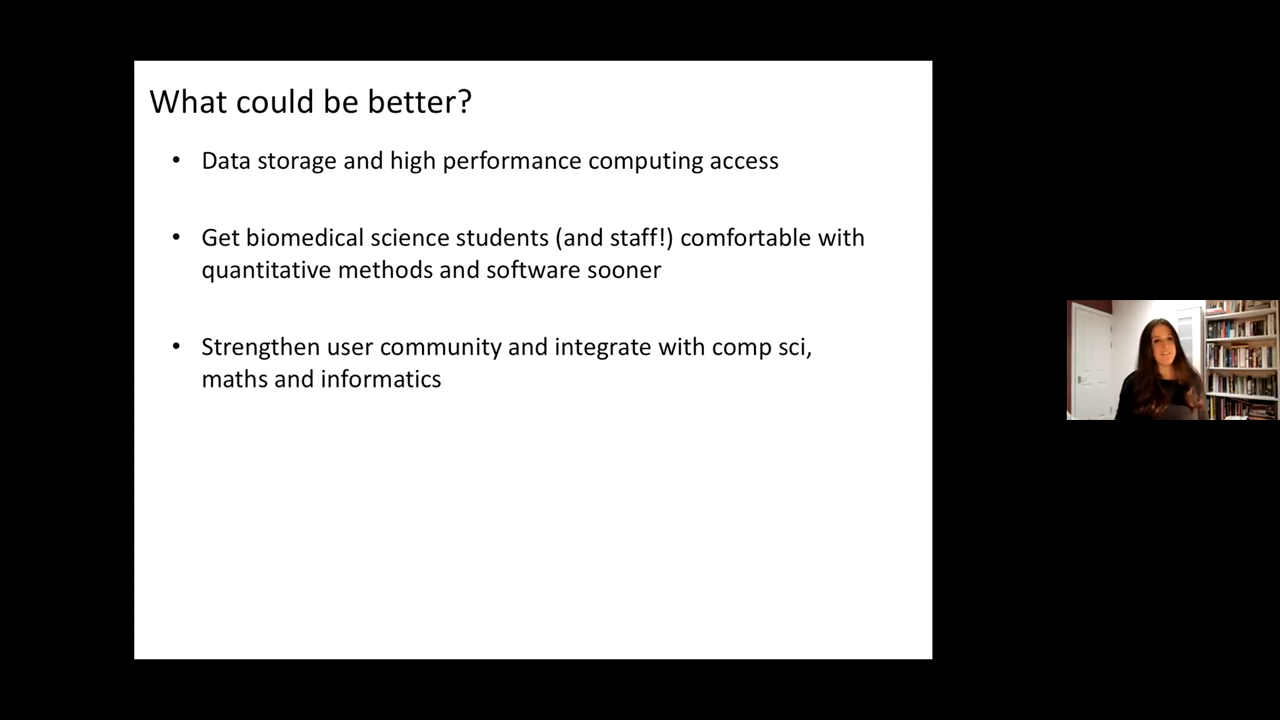 What could be better?
• Data storage and high performance computing access
• Get biomedical science students (and staff!) comfortable with
quantitative methods and software sooner
• Strengthen user community and integrate with comp sci,
maths and informatics